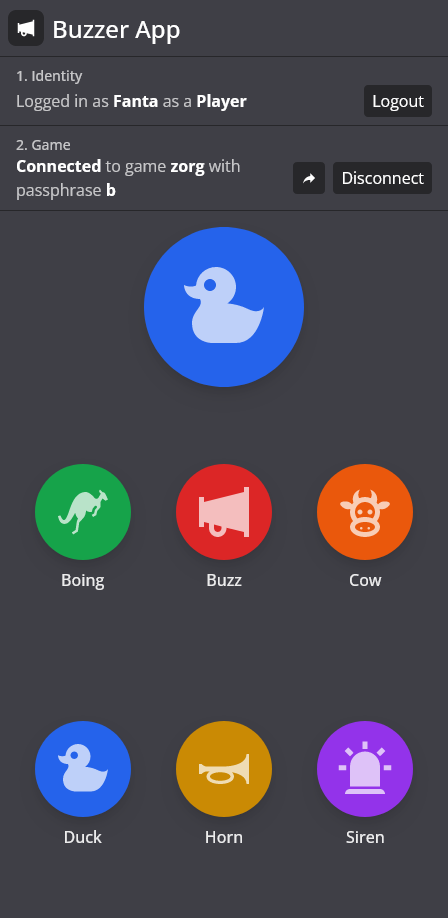 Buzzer App
1. Identity
Logged in as Fanta as a Player
Logout
2. Game
Connected to game zorg with
passphrase b
Disconnect
Boing
Buzz
Cow
Duck
Horn
Siren